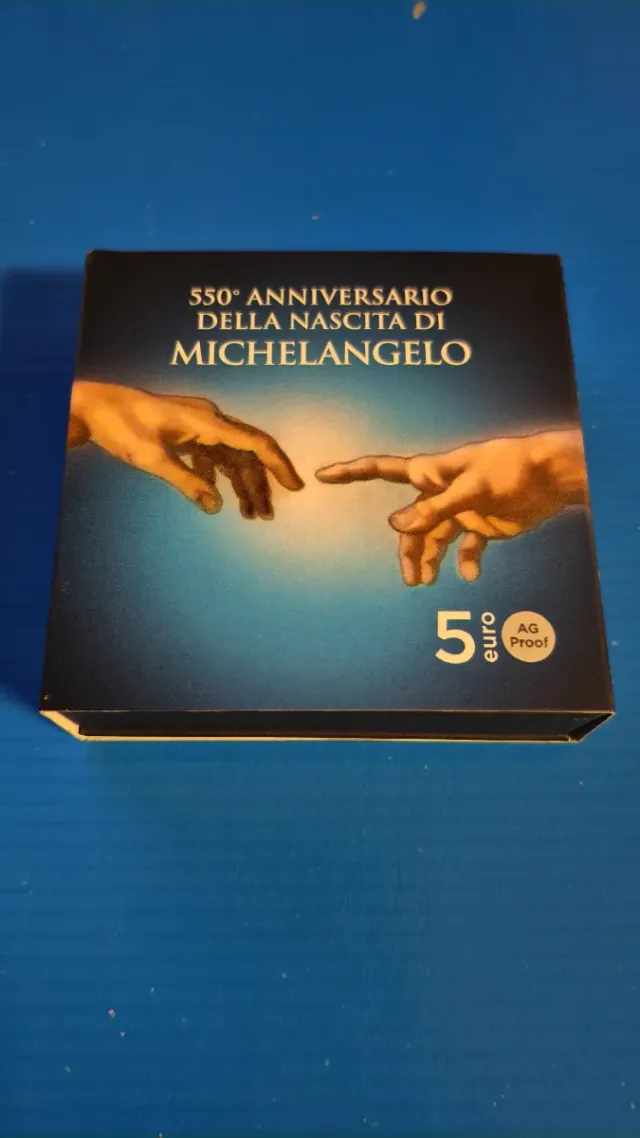 550° ANNIVERSARIO
DELLA NASCITA DI
MICHELANGELO
5 euro
AG
Proof